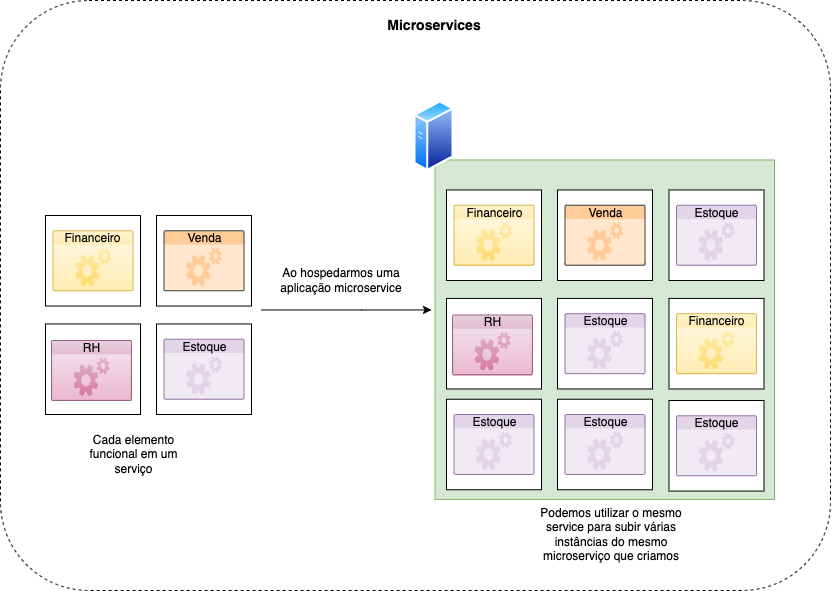 Microservices
Financeiro
Venda
RH
Estoque
Cada elemento
funcional em um
serviço
Ao hospedarmos uma
aplicação microservice
Financeiro
Venda
Estoque
RH
Estoque
Financeiro
Estoque
Estoque
Estoque
Podemos utilizar o mesmo
service para subir várias
instâncias do mesmo
microserviço que criamos